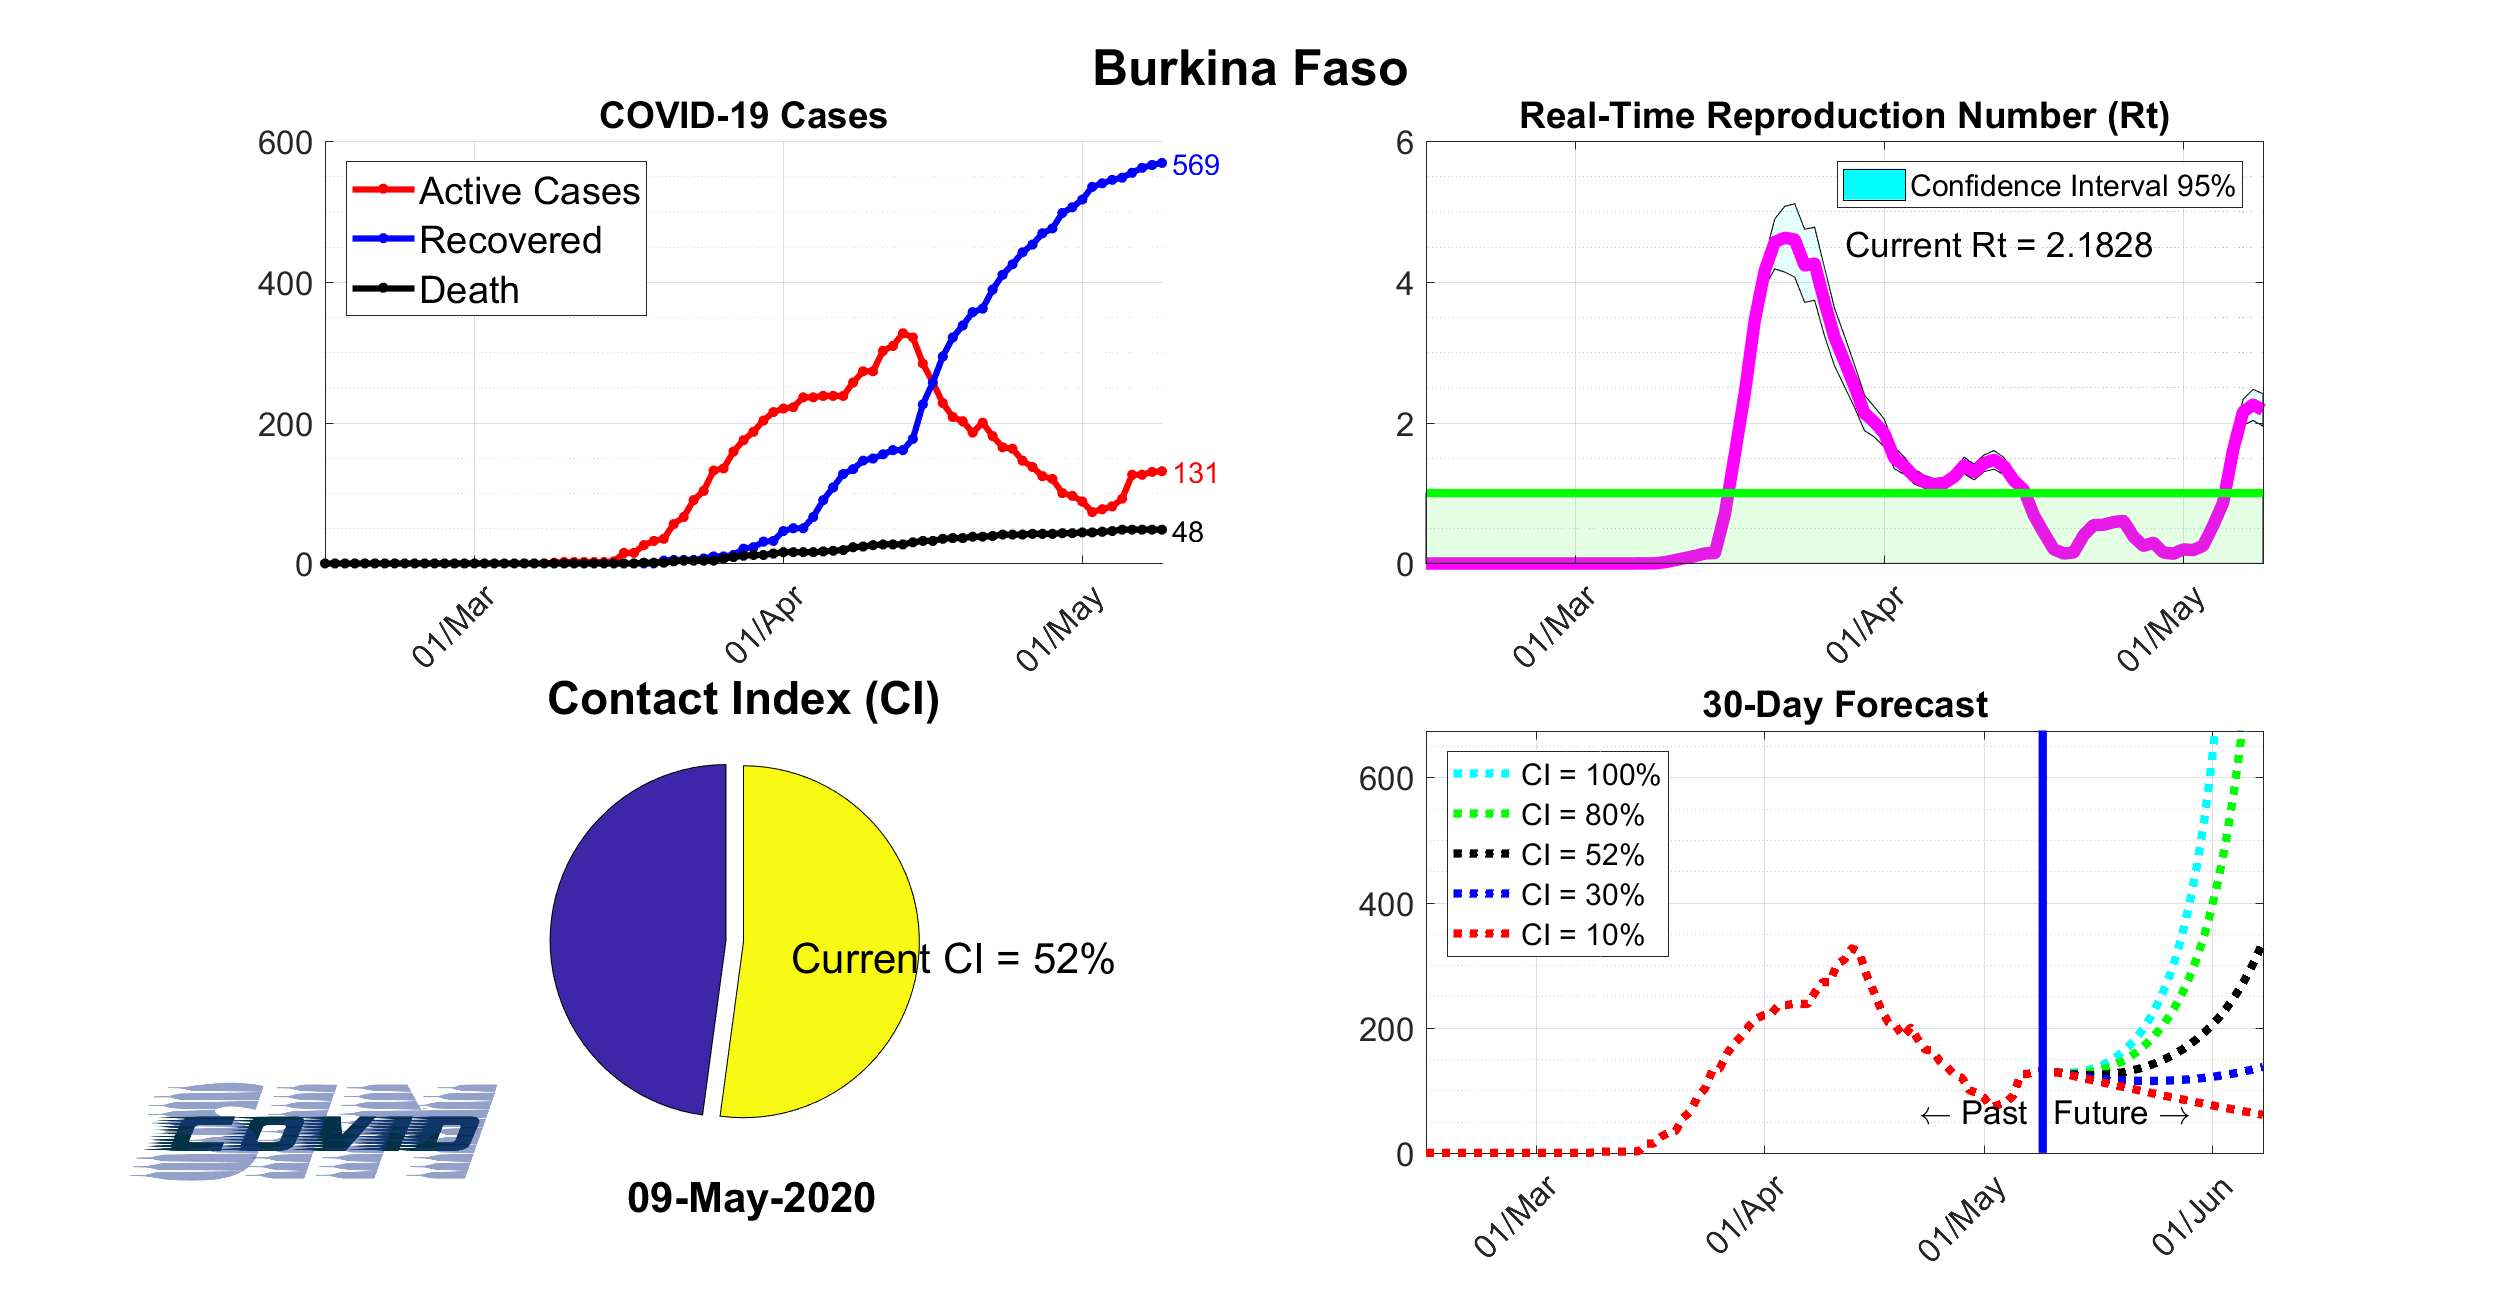 Burkina Faso
COVID-19 Cases
600
400
200
0
Active Cases
Recovered
Death
569
131
48
01/Mar
01/Apr
01/May
Real-Time Reproduction Number (Rt)
6
4
2
0
Confidence Interval 95%
Current Rt = 2.1828
01/Mar
01/Apr
01/May
Contact Index (CI)
Current CI = 52%
30-Day Forecast
600
400
200
0
CI = 100%
CI = 80%
CI = 52%
CI = 30%
CI = 10%
← Past
Future →
01/Mar
01/Apr
01/May
01/Jun
SIM
COVID
09-May-2020